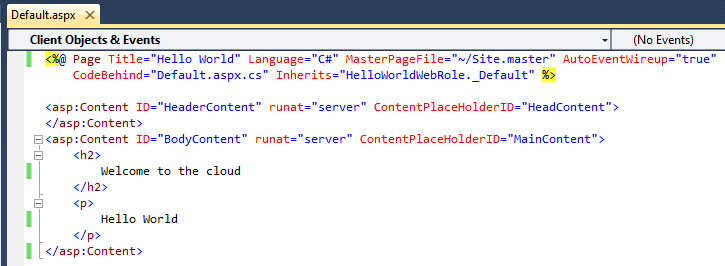 Default.aspx
Client Objects & Events
(No Events)
<%@ Page Title="Hello World" Language="C#" MasterPageFile="~/Site.master" AutoEventWireup="true"
CodeBehind="Default.aspx.cs" Inherits="HelloWorldWebRole._Default" %>
<asp:Content ID="HeaderContent" runat="server" ContentPlaceHolderID="HeadContent">
</asp:Content>
<asp:Content ID="BodyContent" runat="server" ContentPlaceHolderID="MainContent">
<h2>
Welcome to the cloud
</h2>
<p>
Hello World
</p>
</asp:Content>